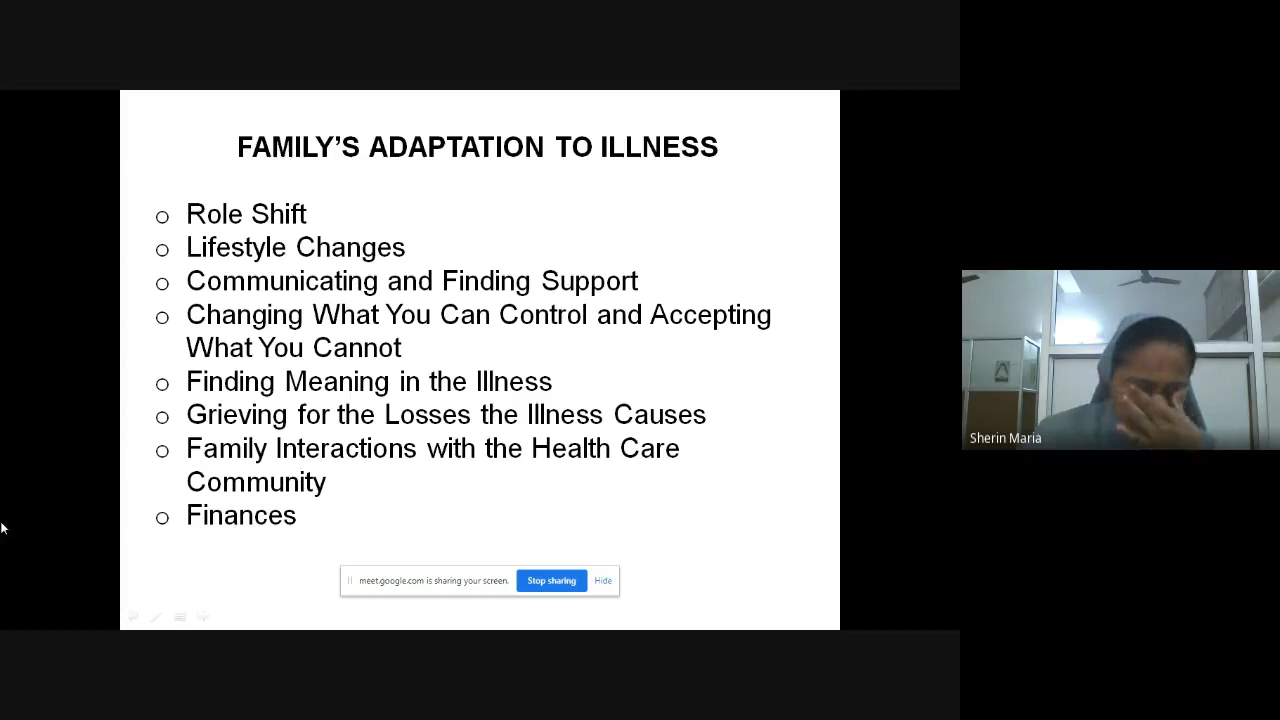 FAMILY’S ADAPTATION TO ILLNESS
o Role Shift
o Lifestyle Changes
o Communicating and Finding Support
o Changing What You Can Control and Accepting
What You Cannot
o Finding Meaning in the Illness
o Grieving for the Losses the Illness Causes
o Family Interactions with the Health Care
Community
o Finances
meet.google.com is sharing your screen. Stop sharing Hide
Sherin Maria